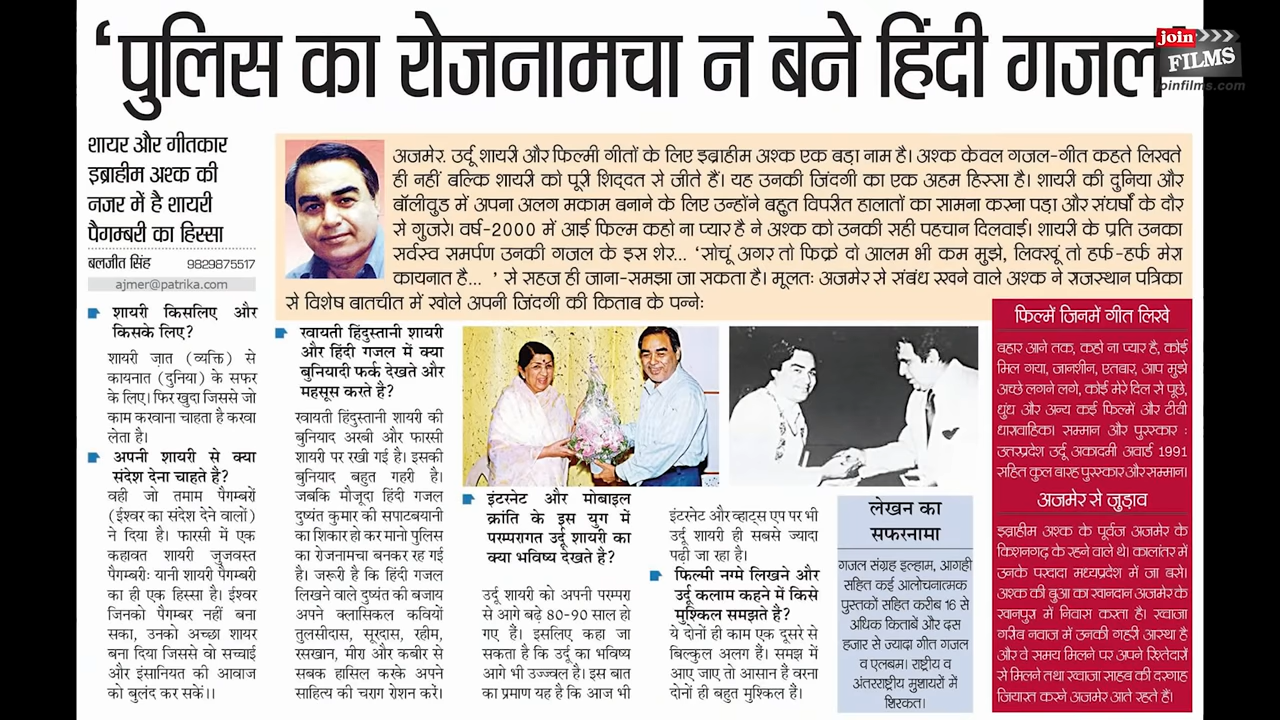 ‘पुलिस का रोजनामचा न बने हिंदी गजल
join
FILMS
joinfilms.com
शायर और गीतकार
इब्राहीम अश्क की
नजर में है शायरी
पैगम्बरी का हिस्सा
बलजीत सिंह 9829875517
ajmer@patrika.com
अजमेर. उर्दू शायरी और फिल्मी गीतों के लिए इब्राहीम अश्क एक बड़ा नाम है। अश्क केवल गजल-गीत कहते लिखते
ही नहीं बल्कि शायरी को पूरी शिद्दत से जीते हैं। यह उनकी जिंदगी का एक अहम हिस्सा है। शायरी की दुनिया और
बॉलीवुड में अपना अलग मकाम बनाने के लिए उन्होंने बहुत विपरीत हालातों का सामना करना पड़ा और संघर्षों के दौर
से गुजरे। वर्ष-2000 में आई फिल्म कहो ना प्यार है ने अश्क को उनकी सही पहचान दिलवाई। शायरी के प्रति उनका
सर्वस्व समर्पण उनकी गजल के इस शेर... ‘सोचूं अगर तो फिक्रे दो आलम भी कम मुझे, लिक्खू तो हर्फ-हर्फ मेरा
कायनात है... ’ से सहज ही जाना-समझा जा सकता है। मूलतः अजमेर से संबंध रखने वाले अश्क ने राजस्थान पत्रिका
से विशेष बातचीत में खोले अपनी जिंदगी की किताब के पन्ने:
शायरी किसलिए और
किसके लिए?
शायरी ज़ात (व्यक्ति) से
कायनात (दुनिया) के सफर
के लिए। फिर खुदा जिससे जो
काम करवाना चाहता है करवा
लेता है।
अपनी शायरी से क्या
संदेश देना चाहते है?
वही जो तमाम पैगम्बरों
(ईश्वर का संदेश देने वालों)
ने दिया है। फारसी में एक
कहावत शायरी जुजवस्त
पैगम्बरीः यानी शायरी पैगम्बरी
का ही एक हिस्सा है। ईश्वर
जिनको पैगम्बर नहीं बना
सका, उनको अच्छा शायर
बना दिया जिससे वो सच्चाई
और इंसानियत की आवाज
को बुलंद कर सकें।।
रवायती हिंदुस्तानी शायरी
और हिंदी गजल में क्या
बुनियादी फर्क देखते और
महसूस करते है?
रवायती हिंदुस्तानी शायरी की
बुनियाद अरबी और फारसी
शायरी पर रखी गई है। इसकी
बुनियाद बहुत गहरी है।
जबकि मौजूदा हिंदी गजल
दुष्यंत कुमार की सपाटबयानी
का शिकार हो कर मानो पुलिस
का रोजनामचा बनकर रह गई
है। जरूरी है कि हिंदी गजल
लिखने वाले दुष्यंत की बजाय
अपने क्लासिकल कवियों
तुलसीदास, सूरदास, रहीम,
रसखान, मीरा और कबीर से
सबक हासिल करके अपने
साहित्य की चराग रोशन करे।
इंटरनेट और मोबाइल
क्रांति के इस युग में
परम्परागत उर्दू शायरी का
क्या भविष्य देखते है?
उर्दू शायरी को अपनी परम्परा
से आगे बढ़े 80-90 साल हो
गए हैं। इसलिए कहा जा
सकता है कि उर्दू का भविष्य
आगे भी उज्ज्वल है। इस बात
का प्रमाण यह है कि आज भी
इंटरनेट और व्हाट्स एप पर भी
उर्दू शायरी ही सबसे ज्यादा
पढ़ी जा रहा है।
फिल्मी नग्मे लिखने और
उर्दू कलाम कहने में किसे
मुश्किल समझते है?
ये दोनों ही काम एक दूसरे से
बिल्कुल अलग हैं। समझ में
आए जाए तो आसान हैं वरना
दोनों ही बहुत मुश्किल हैं।
लेखन का
सफरनामा
गजल संग्रह इल्हाम, आगही
सहित कई आलोचनात्मक
पुस्तकों सहित करीब 16 से
अधिक किताबें और दस
हजार से ज्यादा गीत गजल
व एलबम। राष्ट्रीय व
अंतरराष्ट्रीय मुशायरों में
शिरकत।
फिल्में जिनमें गीत लिखे
बहार आने तक, कहो ना प्यार है, कोई
मिल गया, जानशीन, एतबार, आप मुझे
अच्छे लगने लगे, कोई मेरे दिल से पूछे,
धुंध और अन्य कई फिल्में और टीवी
धारावाहिक। सम्मान और पुरस्कार :
उत्तरप्रदेश उर्दू अकादमी अवार्ड 1991
सहित कुल बारह पुरस्कार और सम्मान।
अजमेर से जुड़ाव
इब्राहीम अश्क के पूर्वज अजमेर के
किशनगढ़ के रहने वाले थे। कालांतर में
उनके परदादा मध्यप्रदेश में जा बसे।
अश्क की बुआ का खानदान अजमेर के
खानपुरा में निवास करता है। ख्वाजा
गरीब नवाज में उनकी गहरी आस्था है
और वे समय मिलने पर अपने रिश्तेदारों
से मिलने तथा ख्वाजा साहब की दरगाह
जियारत करने अजमेर आते रहते हैं।